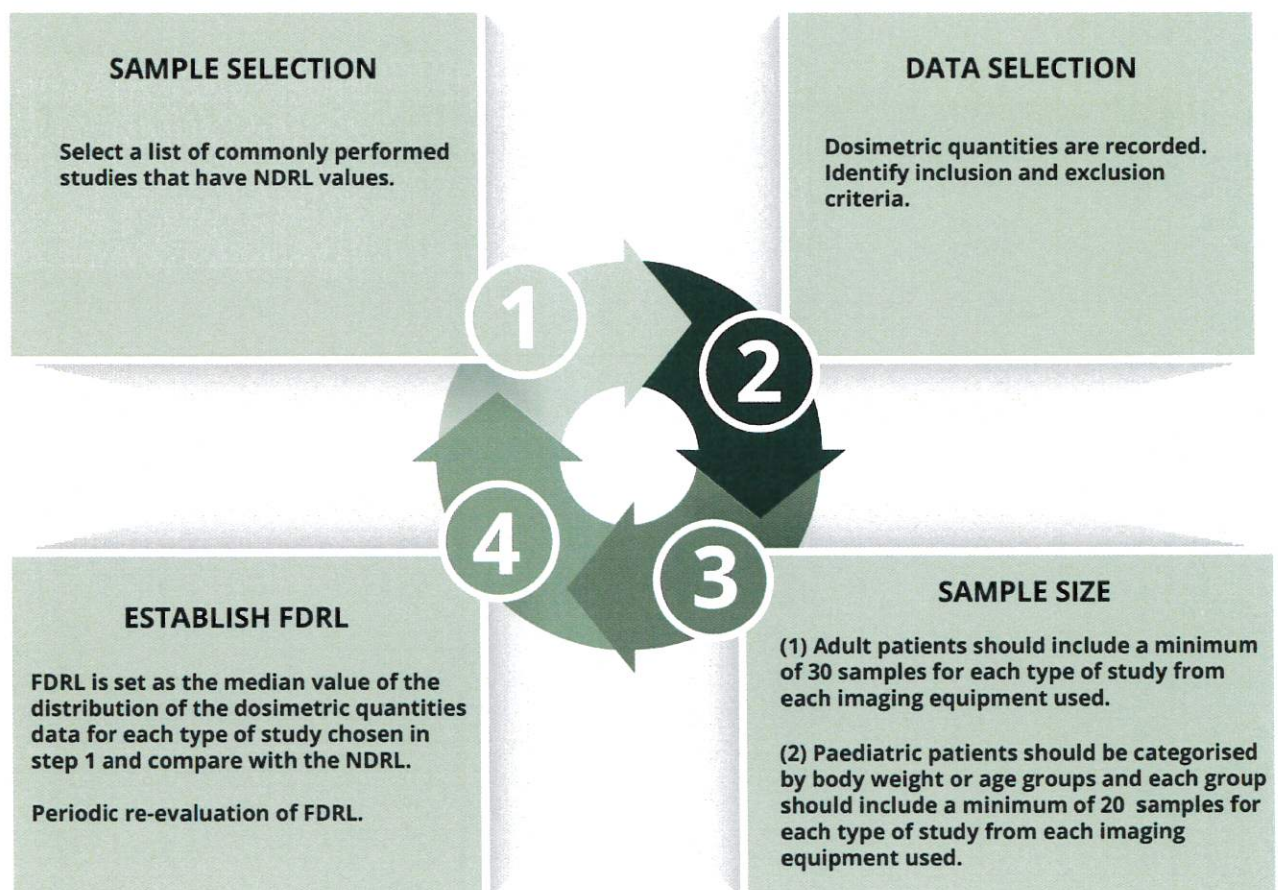 SAMPLE SELECTION
Select a list of commonly performed
studies that have NDRL values.
DATA SELECTION
Dosimetric quantities are recorded.
Identify inclusion and exclusion
criteria.
1
2
3
4
SAMPLE SIZE
(1) Adult patients should include a minimum
of 30 samples for each type of study from
each imaging equipment used.
(2) Paediatric patients should be categorised
by body weight or age groups and each group
should include a minimum of 20 samples for
each type of study from each imaging
equipment used.
ESTABLISH FDRL
FDRL is set as the median value of the
distribution of the dosimetric quantities
data for each type of study chosen in
step 1 and compare with the NDRL.
Periodic re-evaluation of FDRL.